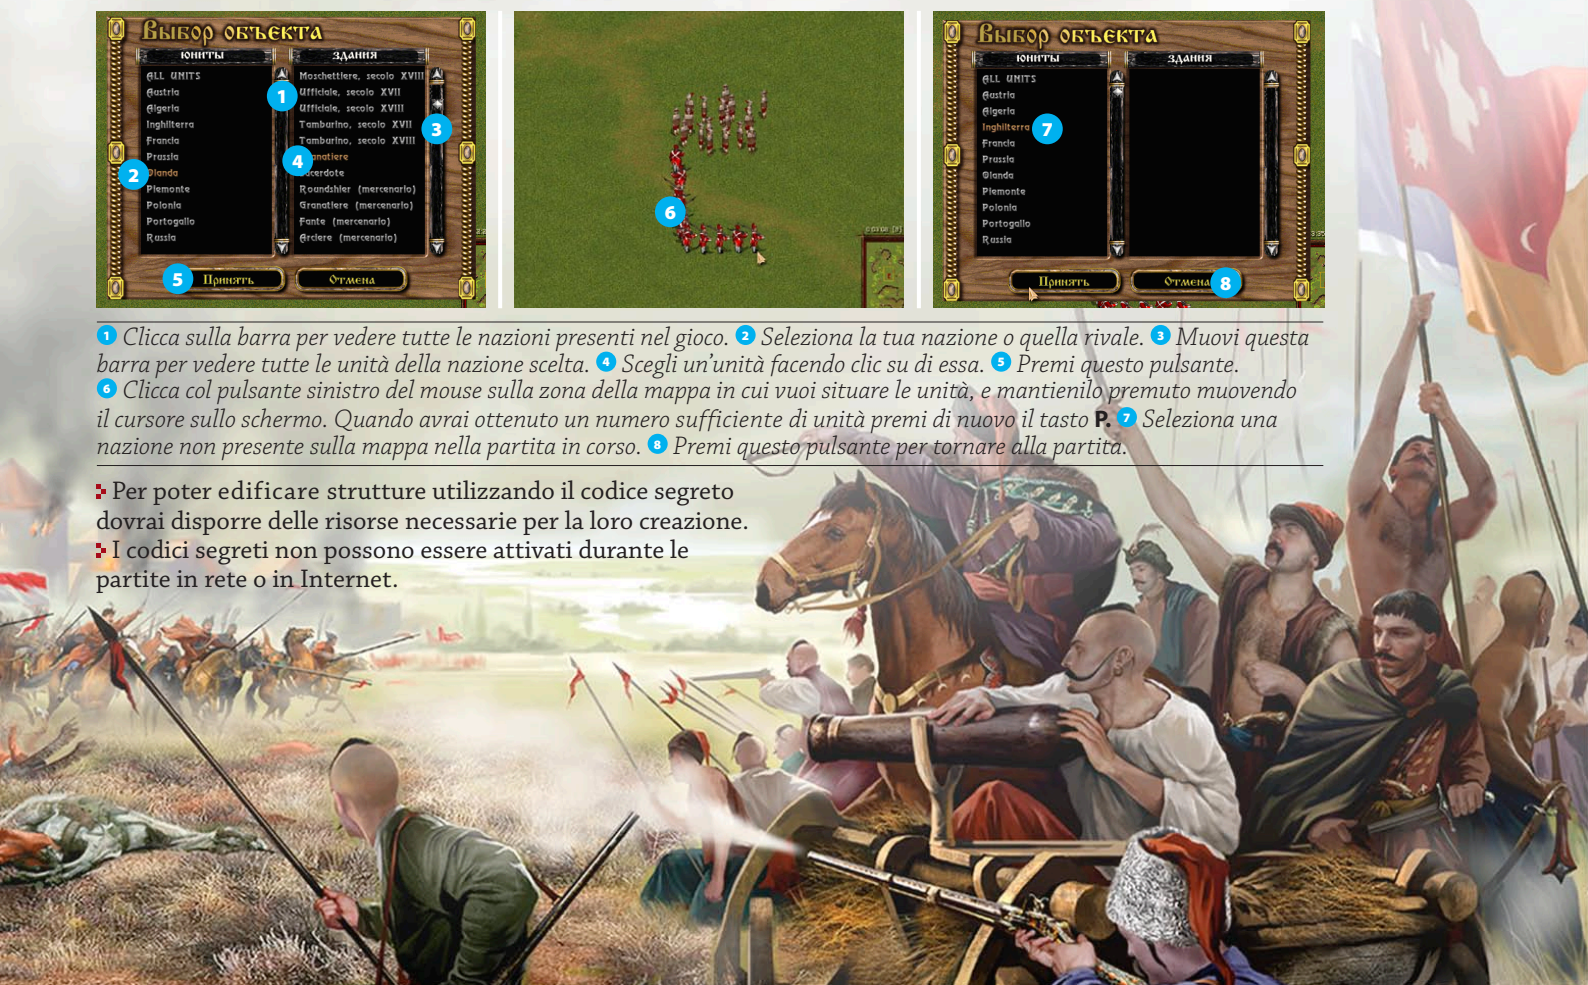 Выбор объекта
юниты
здания
ALL UNITS
Austria
Algeria
Inghilterra
Francia
Prussia
Olanda
Piemonte
Polonia
Portogallo
Russia
Moschettiere, secolo XVIII
Ufficiale, secolo XVII
Ufficiale, secolo XVIII
Tamburino, secolo XVII
Tamburino, secolo XVIII
Roundshier (mercenario)
Granatiere (mercenario)
Fante (mercenario)
Arciere (mercenario)
1
2
3
4
5
Принять
Отмена
6
Выбор объекта
юниты
здания
ALL UNITS
Austria
Algeria
Inghilterra
Francia
Prussia
Olanda
Piemonte
Polonia
Portogallo
Russia
7
Принять
Отмена
8
1 Clicca sulla barra per vedere tutte le nazioni presenti nel gioco. 2 Seleziona la tua nazione o quella rivale. 3 Muovi questa
barra per vedere tutte le unità della nazione scelta. 4 Scegli un'unità facendo clic su di essa. 5 Premi questo pulsante.
6 Clicca col pulsante sinistro del mouse sulla zona della mappa in cui vuoi situare le unità, e mantienilo premuto muovendo
il cursore sullo schermo. Quando avrai ottenuto un numero sufficiente di unità premi di nuovo il tasto P. 7 Seleziona una
nazione non presente sulla mappa nella partita in corso. 8 Premi questo pulsante per tornare alla partita.
Per poter edificare strutture utilizzando il codice segreto
dovrai disporre delle risorse necessarie per la loro creazione.
I codici segreti non possono essere attivati durante le
partite in rete o in Internet.